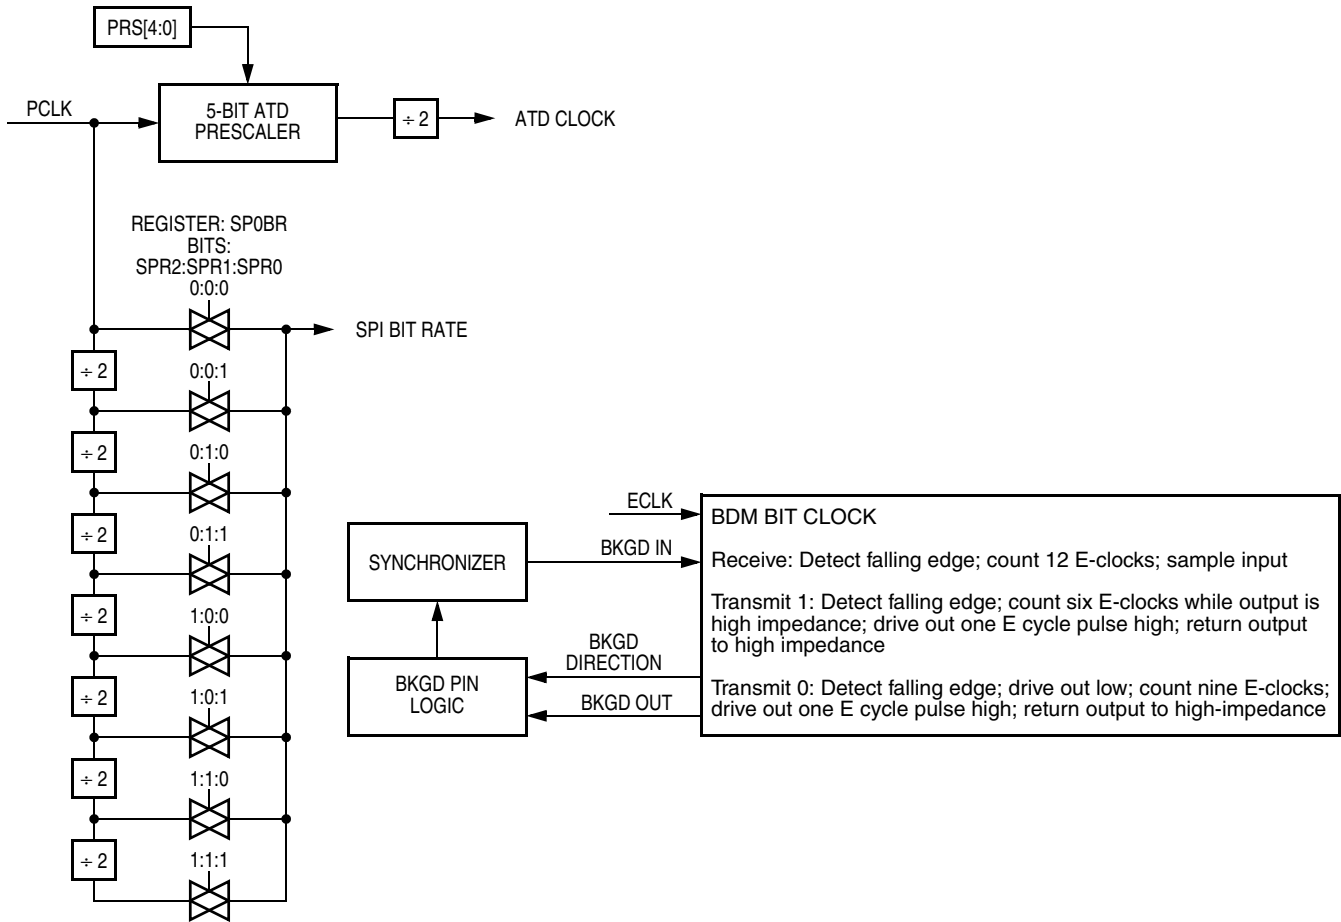 PRS[4:0]
PCLK
5-BIT ATD
PRESCALER
÷ 2
ATD CLOCK
REGISTER: SP0BR
BITS:
SPR2:SPR1:SPR0
0:0:0
SPI BIT RATE
÷ 2
0:0:1
÷ 2
0:1:0
÷ 2
0:1:1
÷ 2
1:0:0
÷ 2
1:0:1
÷ 2
1:1:0
÷ 2
1:1:1
SYNCHRONIZER
BKGD PIN
LOGIC
ECLK
BKGD IN
BKGD
DIRECTION
BKGD OUT
BDM BIT CLOCK
Receive: Detect falling edge; count 12 E-clocks; sample input
Transmit 1: Detect falling edge; count six E-clocks while output is
high impedance; drive out one E cycle pulse high; return output
to high impedance
Transmit 0: Detect falling edge; drive out low; count nine E-clocks;
drive out one E cycle pulse high; return output to high-impedance